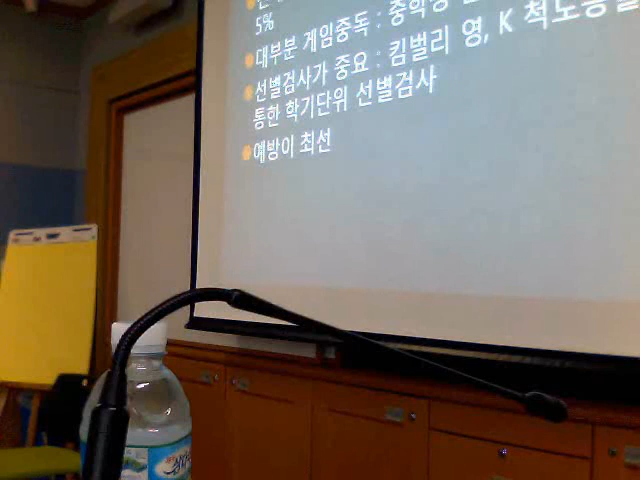 5%
대부분 게임중독 : 중학생
선별검사가 중요 : 킴벌리 영, K 척도등을
통한 학기단위 선별검사
예방이 최선